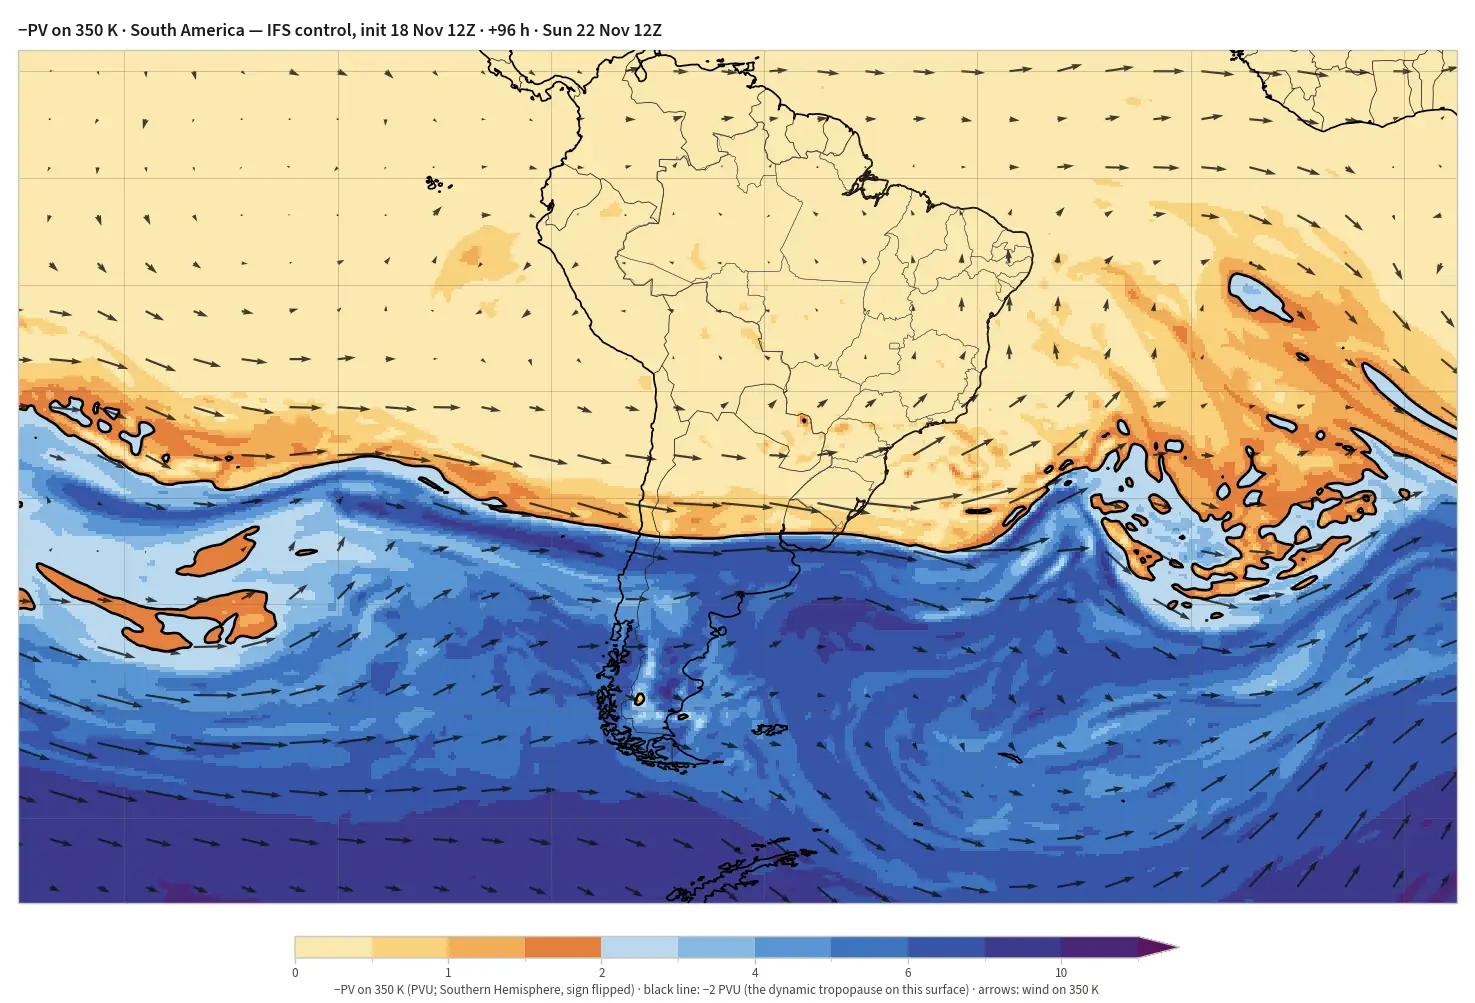 −PV on 350 K · South America — IFS control, init 18 Nov 12Z · +96 h · Sun 22 Nov 12Z
0 1 2 4 6 10
−PV on 350 K (PVU; Southern Hemisphere, sign flipped) · black line: −2 PVU (the dynamic tropopause on this surface) · arrows: wind on 350 K